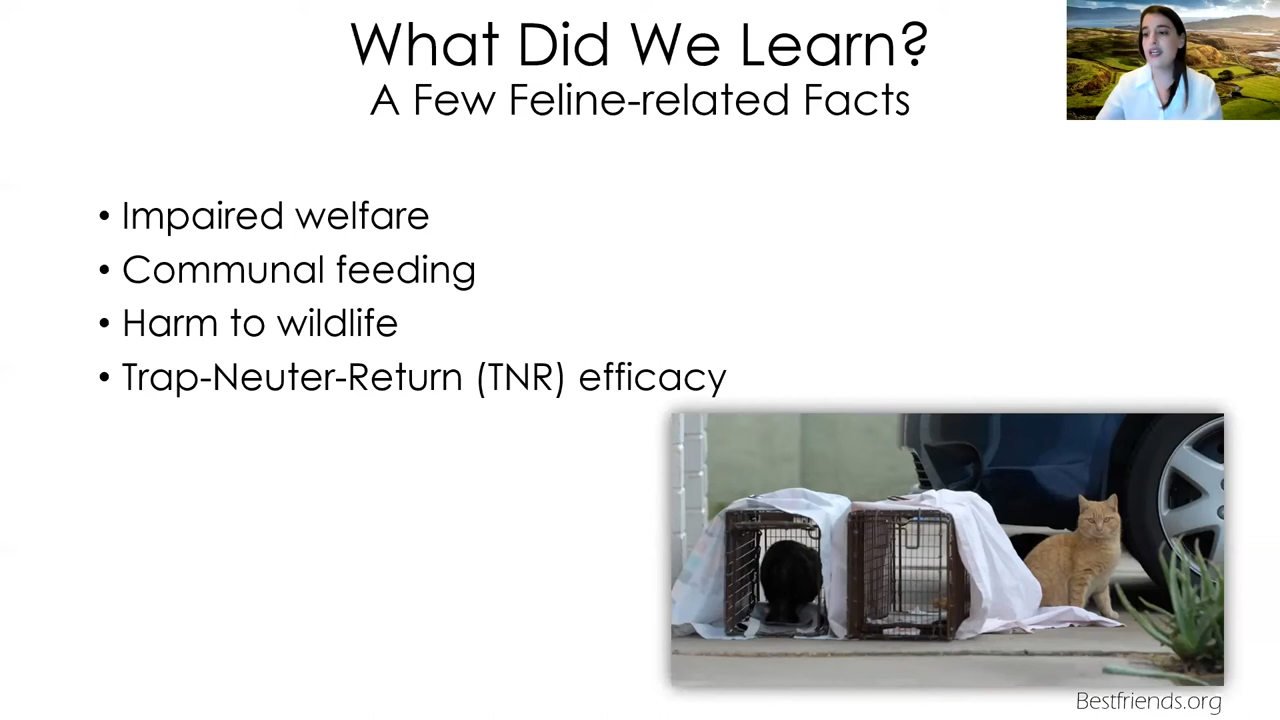 What Did We Learn?
A Few Feline-related Facts
• Impaired welfare
• Communal feeding
• Harm to wildlife
• Trap-Neuter-Return (TNR) efficacy
Bestfriends.org